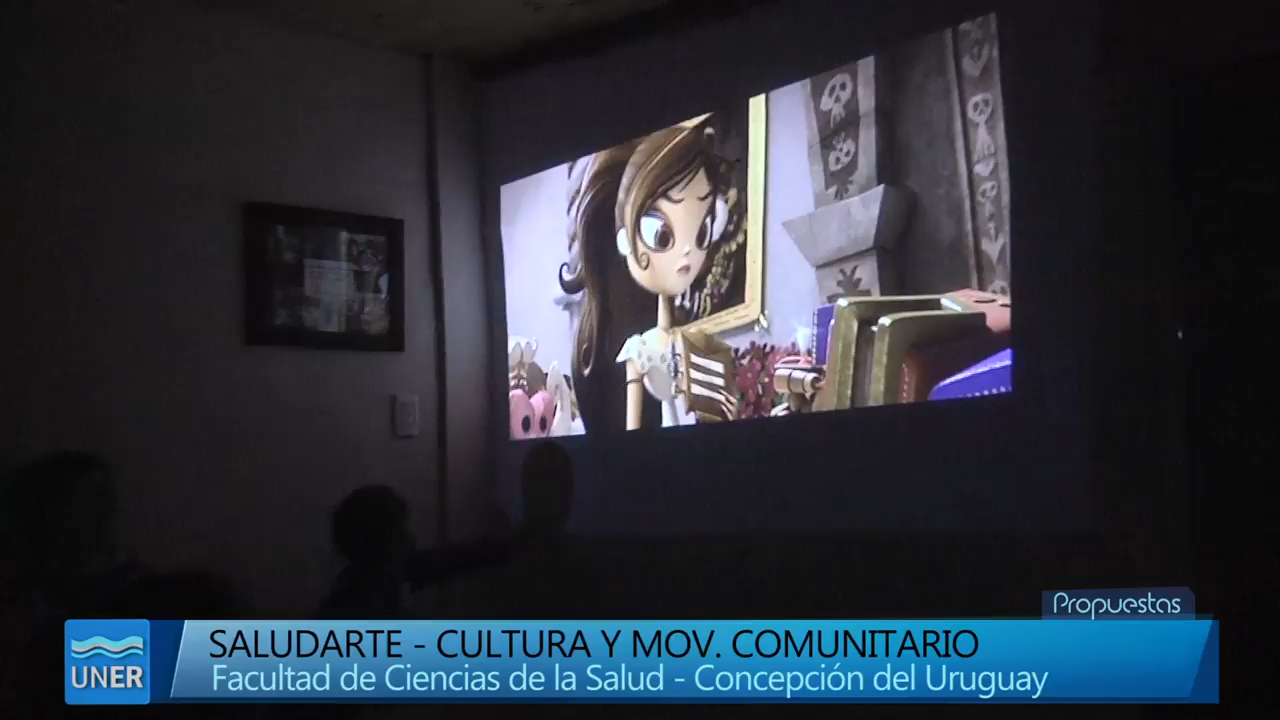 Propuestas
SALUDARTE - CULTURA Y MOV. COMUNITARIO
UNER
Facultad de Ciencias de la Salud - Concepción del Uruguay